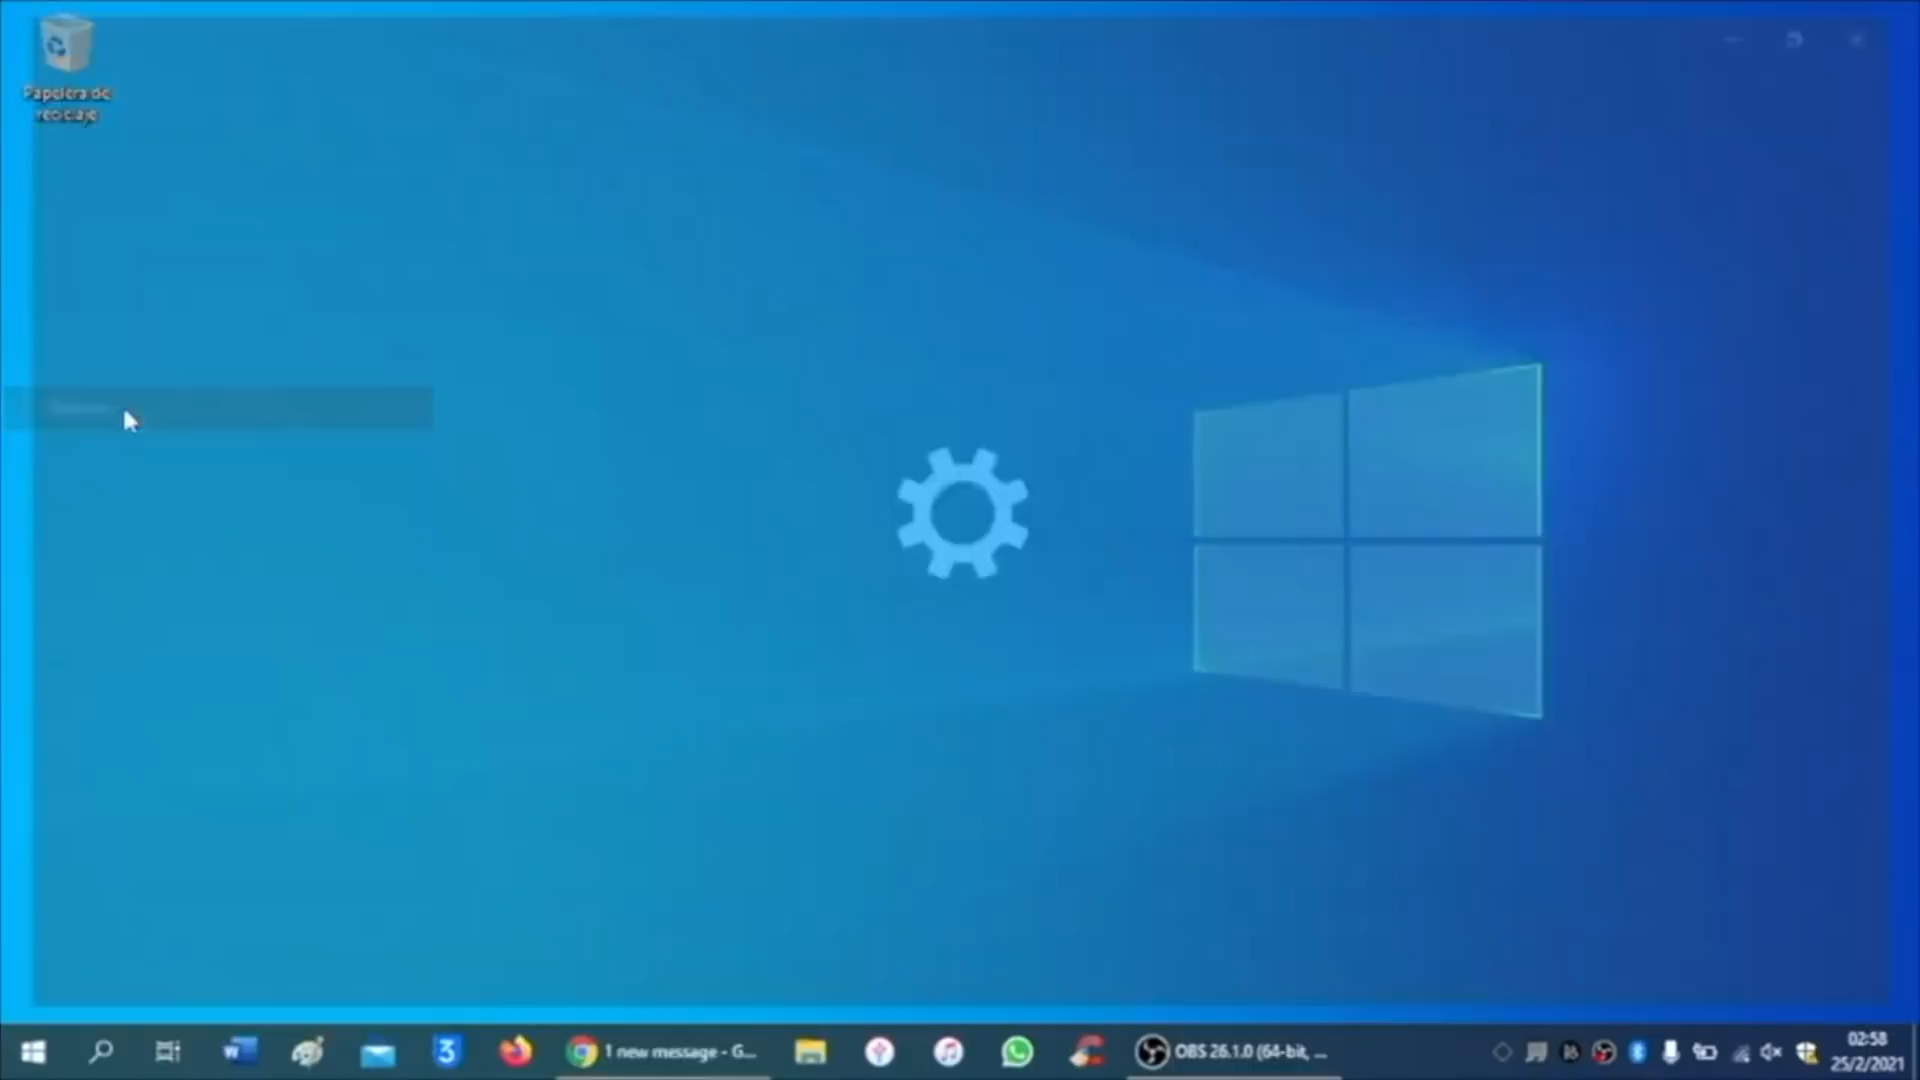 Papelera de
reciclaje
1 new message - G...
OBS 26.1.0 (64-bit, ...
02:58
25/2/2021